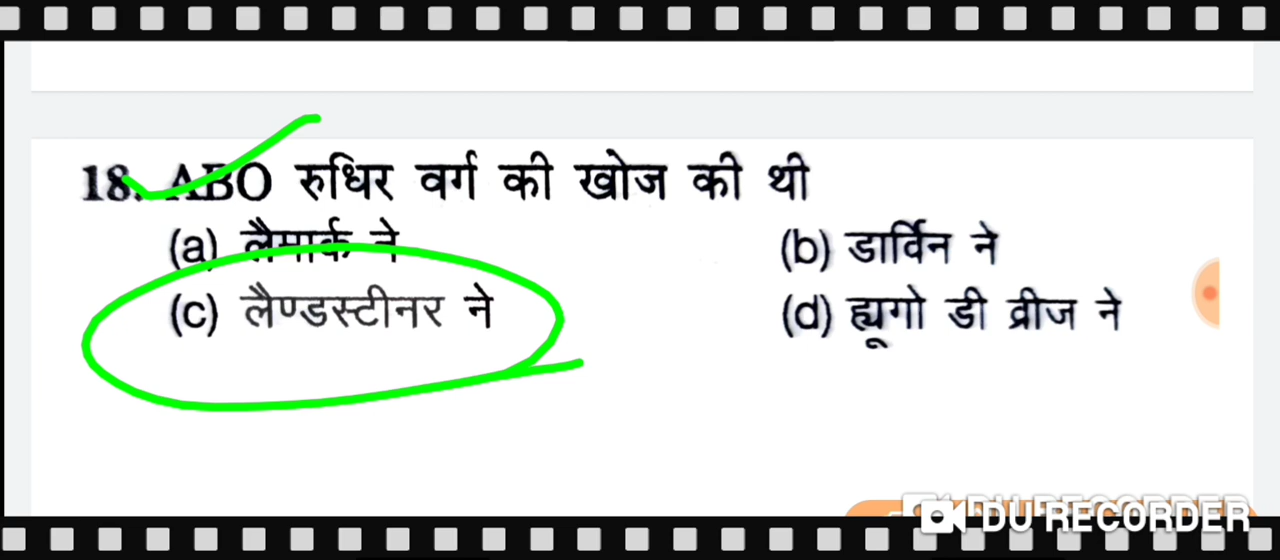 18. ABO रुधिर वर्ग की खोज की थी
(a) लैमार्क ने (b) डार्विन ने
(c) लैण्डस्टीनर ने (d) ह्यूगो डी व्रीज ने
DU RECORDER